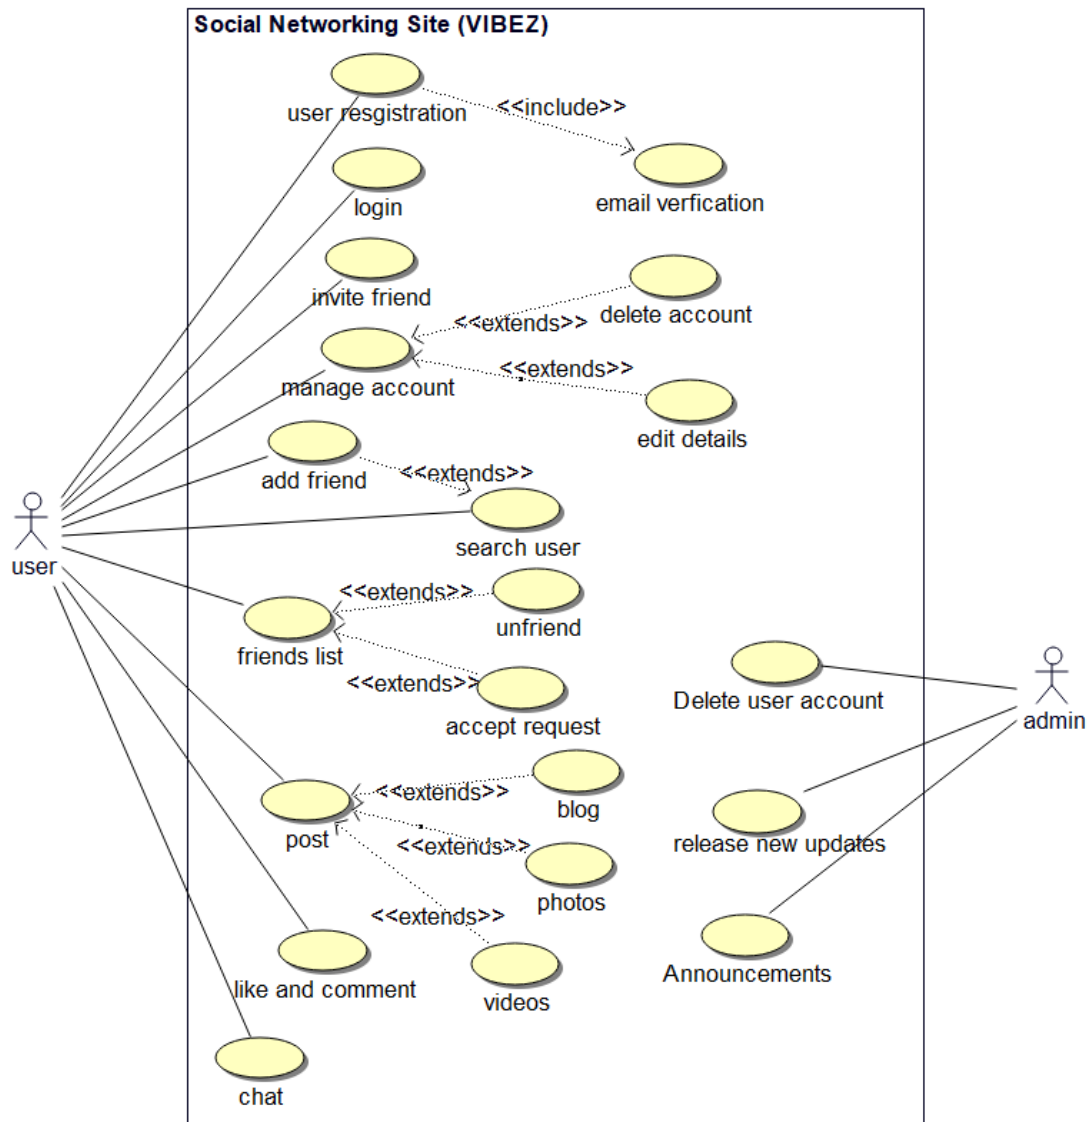 Social Networking Site (VIBEZ)
user resgistration
<<include>>
email verfication
login
invite friend
delete account
<<extends>>
manage account
<<extends>>
edit details
add friend
<<extends>>
search user
user
<<extends>>
unfriend
friends list
<<extends>>
accept request
Delete user account
admin
<<extends>>
blog
post
<<extends>>
photos
release new updates
<<extends>>
videos
like and comment
Announcements
chat